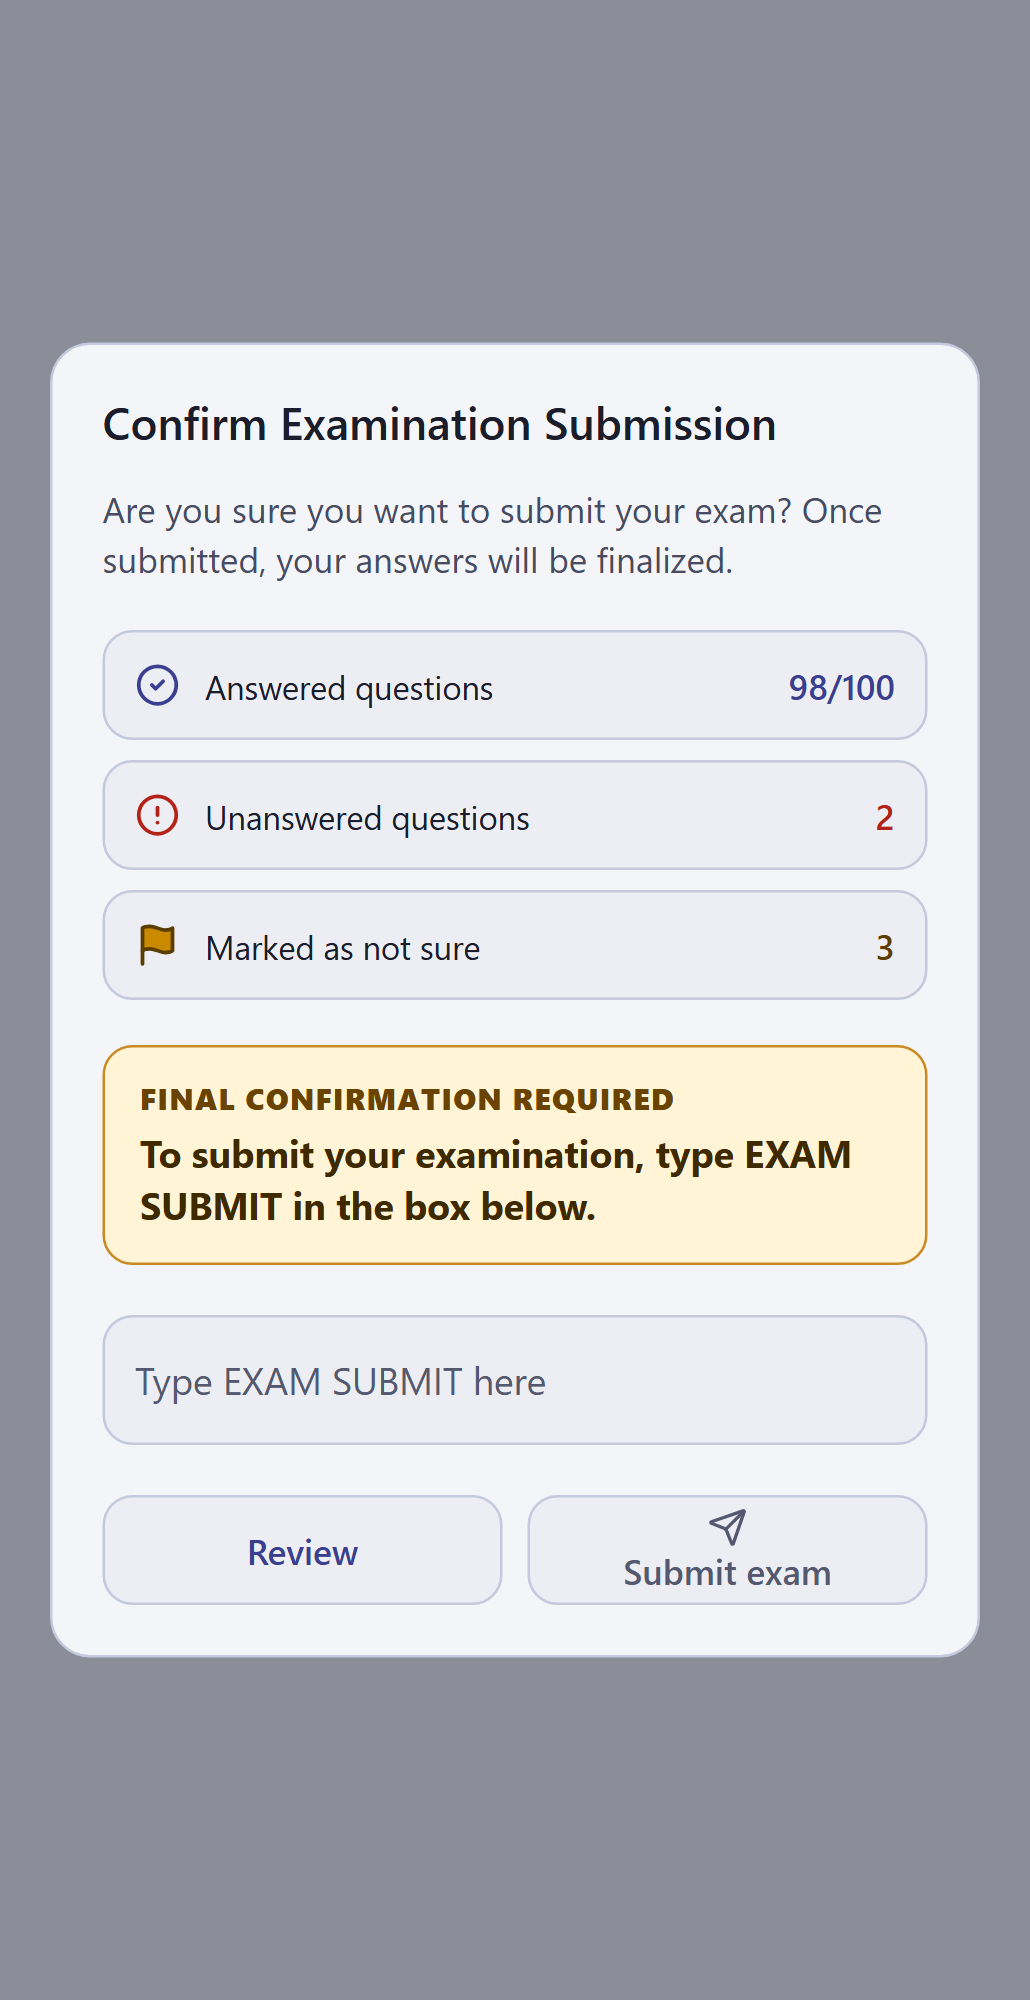 Confirm Examination Submission
Are you sure you want to submit your exam? Once
submitted, your answers will be finalized.
Answered questions 98/100
Unanswered questions 2
Marked as not sure 3
FINAL CONFIRMATION REQUIRED
To submit your examination, type EXAM
SUBMIT in the box below.
Type EXAM SUBMIT here
Review
Submit exam